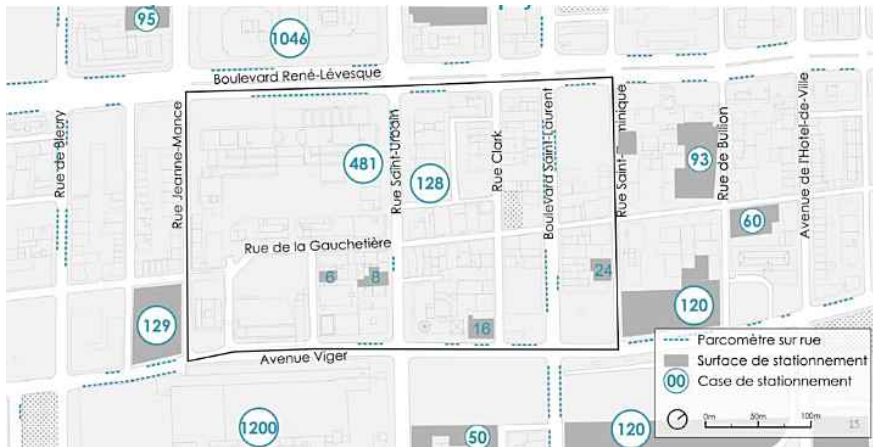 95
1046
Boulevard René-Lévesque
Rue de Bleury
Rue Jeanne-Mance
481
Rue Saint-Urbain
128
Rue Clark
Boulevard Saint-Laurent
Rue Saint-Dominique
93
Rue de Bullion
Avenue de l'Hotel-de-Ville
60
Rue de la Gauchetière
6
8
24
129
16
120
Avenue Viger
Parcomètre sur rue
Surface de stationnement
00 Case de stationnement
0m 50m 100m
1200
50
120
15